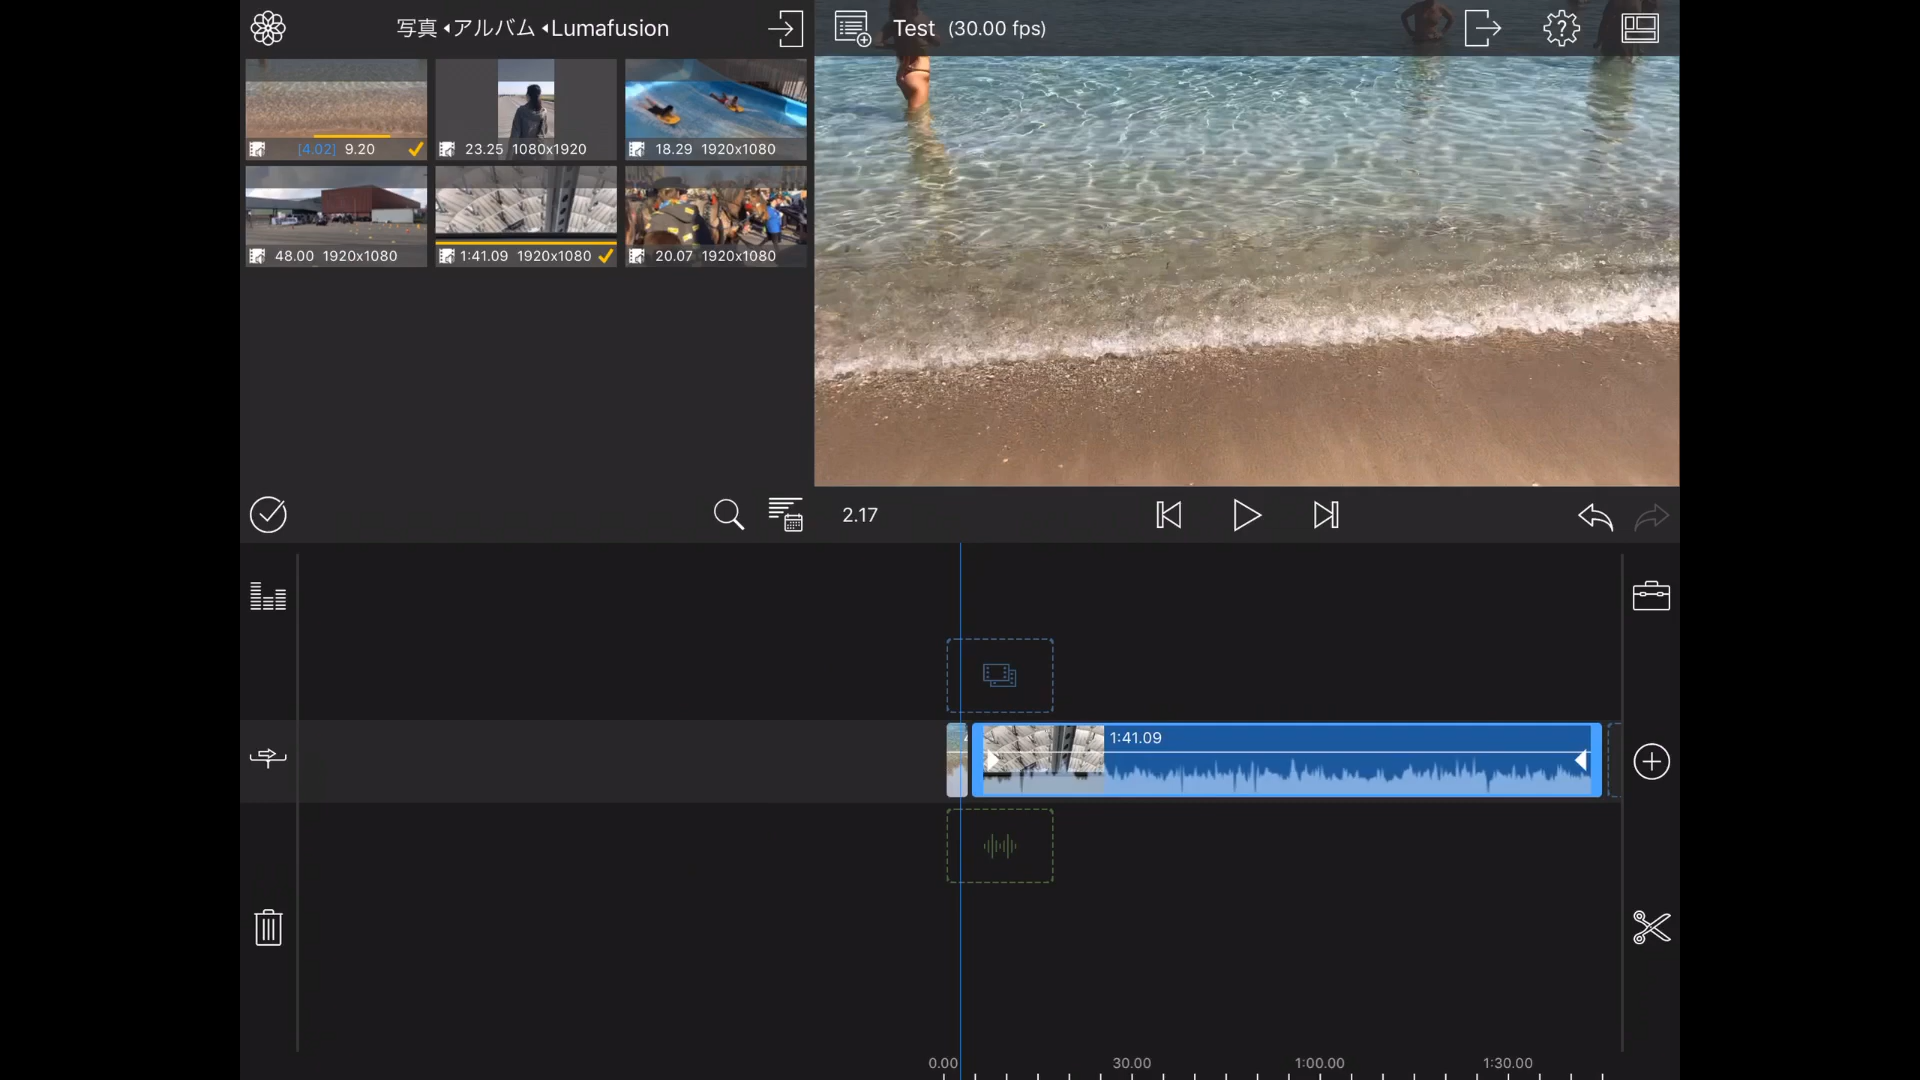 写真 アルバム Lumafusion
Test (30.00 fps)
[4.02] 9.20
23.25 1080x1920
18.29 1920x1080
48.00 1920x1080
1:41.09 1920x1080
20.07 1920x1080
2.17
1:41.09
0.00 30.00 1:00.00 1:30.00